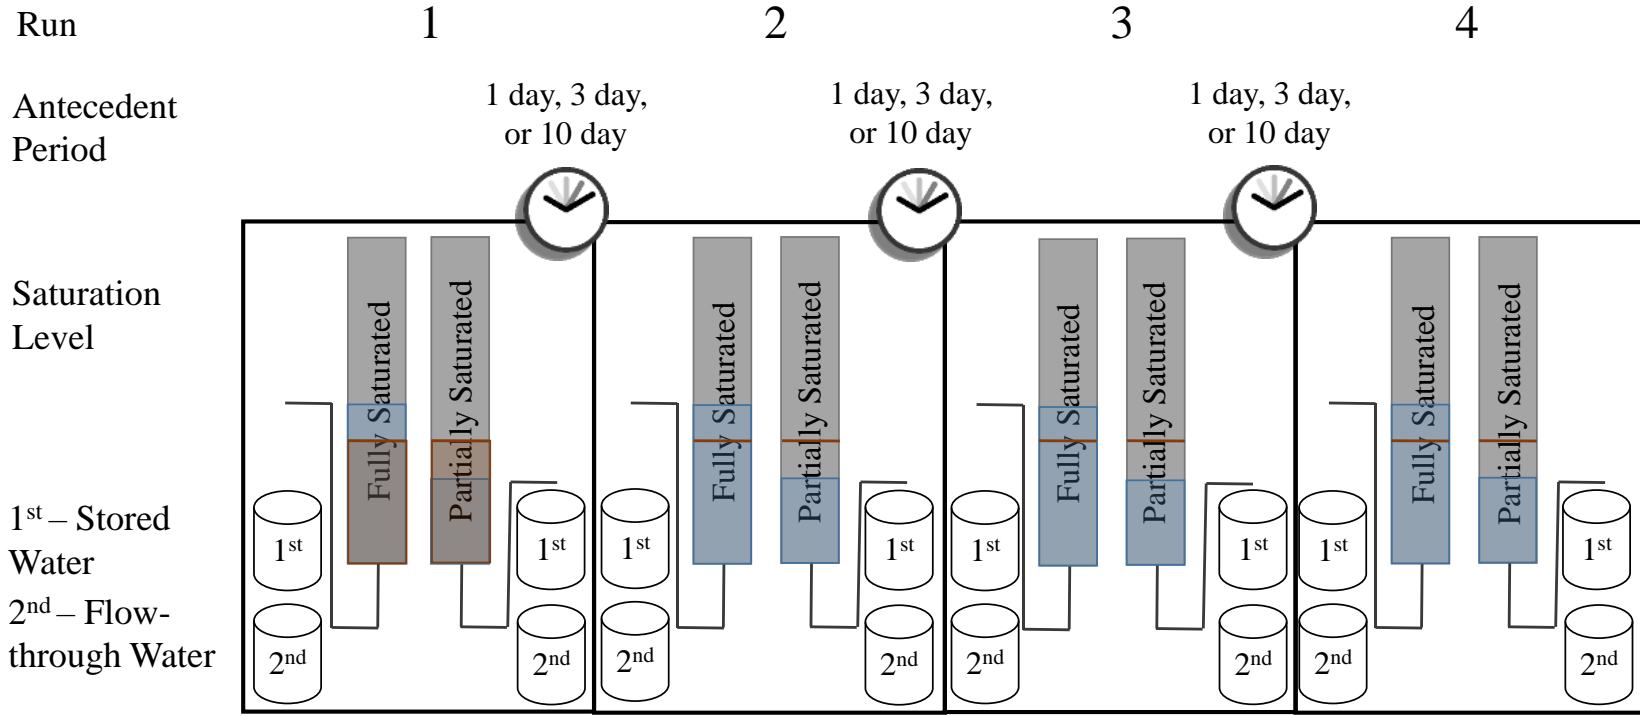 Run 1 2 3 4
Antecedent
Period
1 day, 3 day,
or 10 day
1 day, 3 day,
or 10 day
1 day, 3 day,
or 10 day
Saturation
Level
Fully Saturated
Partially Saturated
Fully Saturated
Partially Saturated
Fully Saturated
Partially Saturated
Fully Saturated
Partially Saturated
1st – Stored
Water
2nd – Flow-
through Water
1st 1st 1st 1st 1st 1st 1st 1st
2nd 2nd 2nd 2nd 2nd 2nd 2nd 2nd